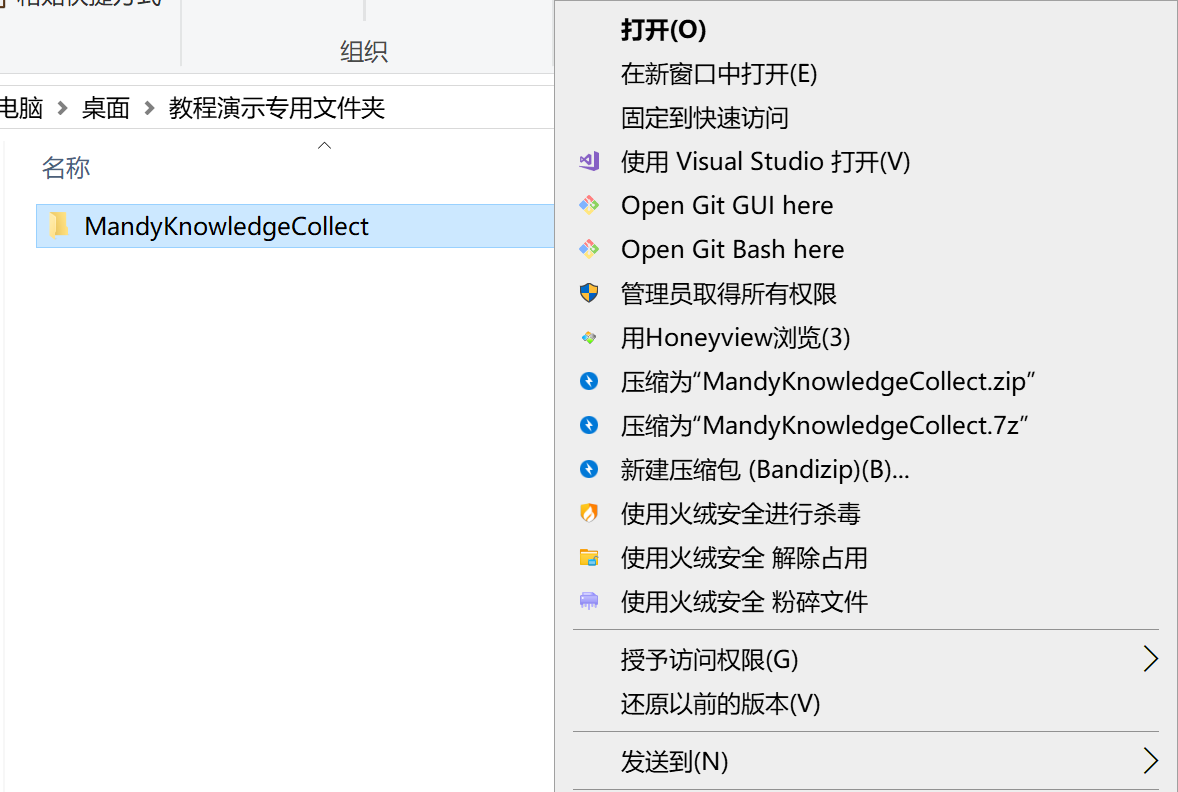 粘贴快捷方式
组织
电脑 > 桌面 > 教程演示专用文件夹
名称
MandyKnowledgeCollect
打开(O)
在新窗口中打开(E)
固定到快速访问
使用 Visual Studio 打开(V)
Open Git GUI here
Open Git Bash here
管理员取得所有权限
用Honeyview浏览(3)
压缩为“MandyKnowledgeCollect.zip”
压缩为“MandyKnowledgeCollect.7z”
新建压缩包 (Bandizip)(B)...
使用火绒安全进行杀毒
使用火绒安全 解除占用
使用火绒安全 粉碎文件
授予访问权限(G)
还原以前的版本(V)
发送到(N)